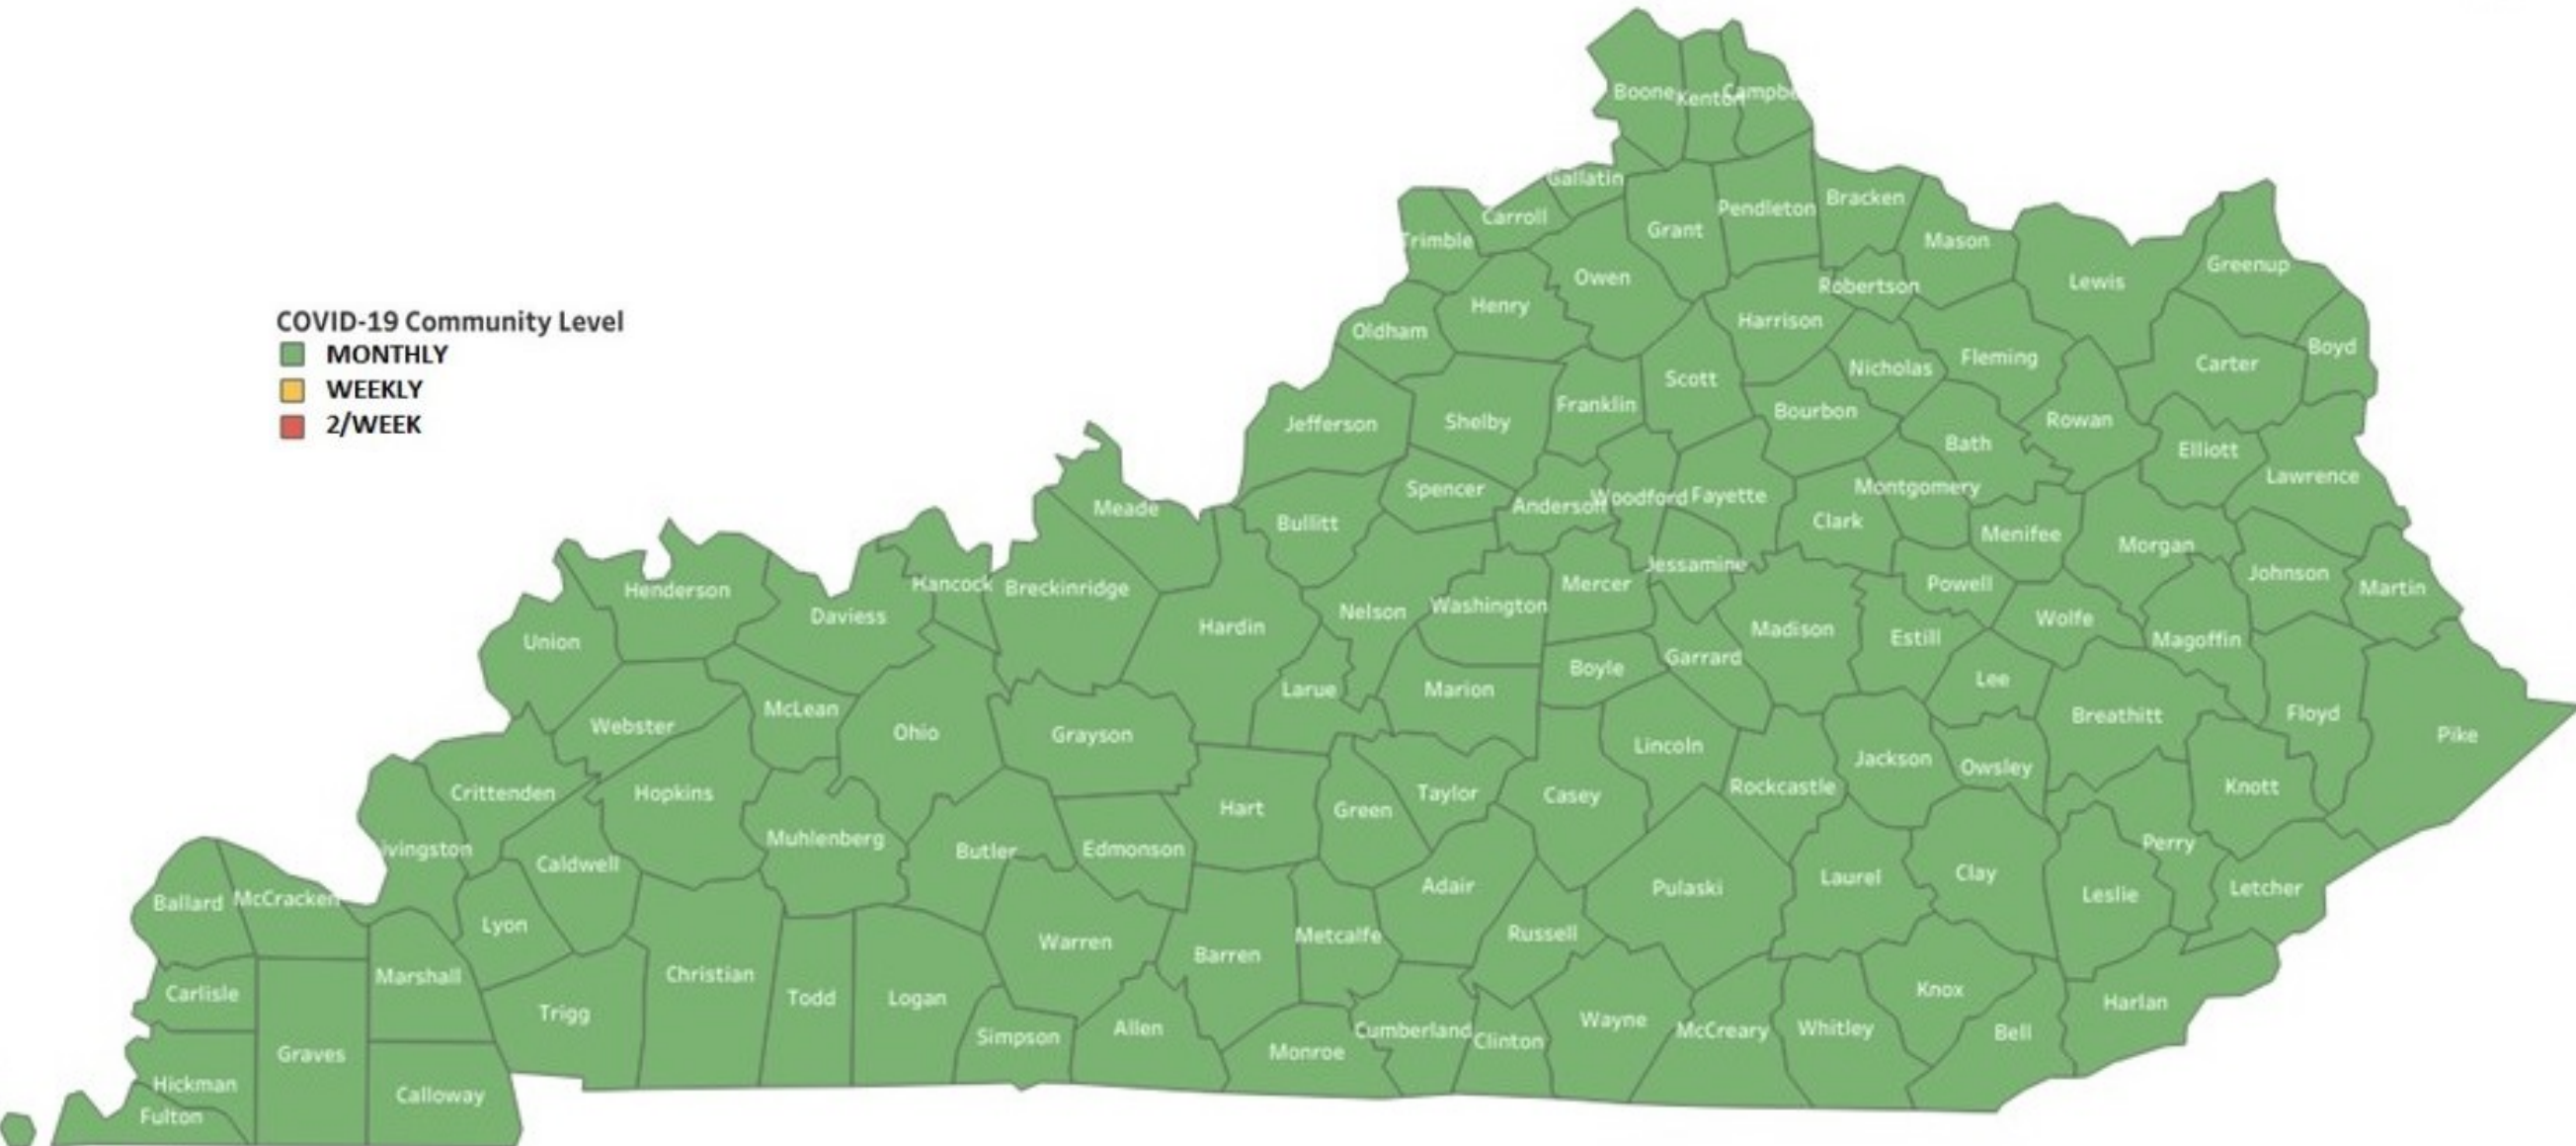 Boone
Kenton
Campbe
Gallatin
Carroll
Trimble
Grant
Pendleton
Bracken
Mason
Lewis
Greenup
Owen
Henry
Robertson
Harrison
Oldham
COVID-19 Community Level
MONTHLY
WEEKLY
2/WEEK
Boyd
Carter
Fleming
Nicholas
Scott
Franklin
Bourbon
Shelby
Jefferson
Rowan
Bath
Elliott
Lawrence
Spencer
Anderson
Woodford
Fayette
Montgomery
Clark
Meade
Bullitt
Menifee
Morgan
Jessamine
Johnson
Martin
Henderson
Hancock
Breckinridge
Mercer
Powell
Daviess
Nelson
Washington
Hardin
Madison
Wolfe
Estill
Magoffin
Union
Boyle
Garrard
Lee
Larue
Marion
McLean
Webster
Ohio
Grayson
Breathitt
Floyd
Pike
Lincoln
Jackson
Owsley
Crittenden
Hopkins
Hart
Green
Taylor
Casey
Rockcastle
Knott
ivingston
Muhlenberg
Butler
Edmonson
Perry
Caldwell
Adair
Pulaski
Laurel
Clay
Leslie
Letcher
Ballard
McCracken
Lyon
Warren
Barren
Metcalfe
Russell
Carlisle
Marshall
Christian
Trigg
Todd
Logan
Knox
Harlan
Simpson
Allen
Cumberland
Clinton
Wayne
McCreary
Whitley
Bell
Graves
Monroe
Hickman
Calloway
Fulton